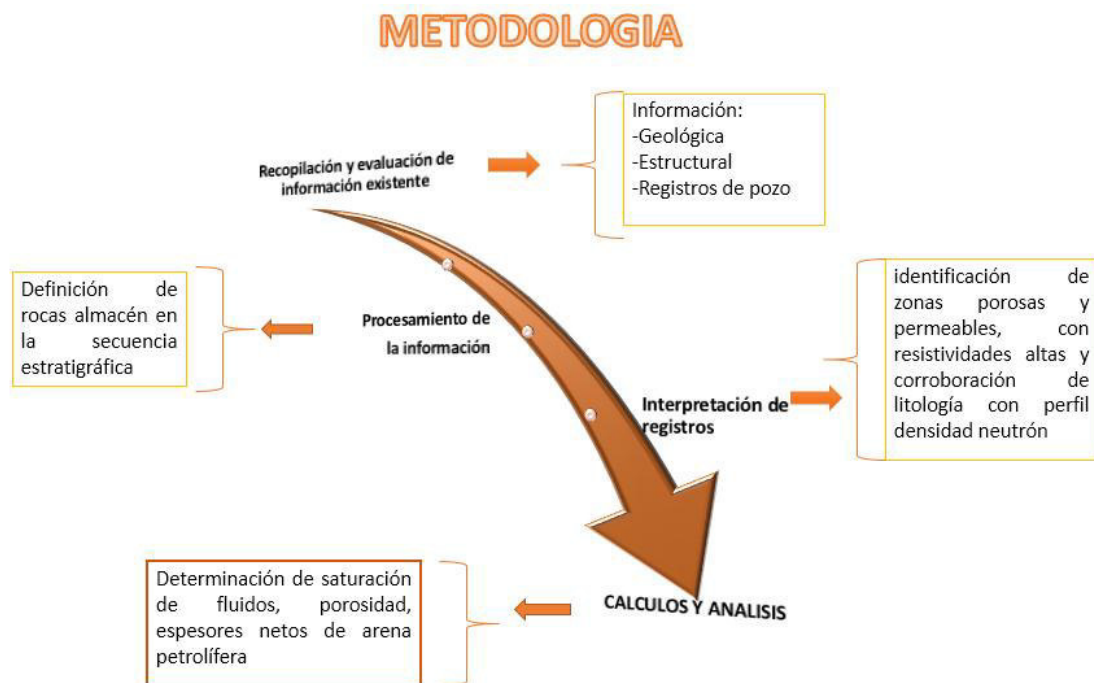 METODOLOGIA
Recopilación y evaluación de
información existente
Información:
-Geológica
-Estructural
-Registros de pozo
Definición de
rocas almacén en
la secuencia
estratigráfica
Procesamiento de
la información
Interpretación de
registros
identificación de
zonas porosas y
permeables, con
resistividades altas y
corroboración de
litología con perfil
densidad neutrón
Determinación de saturación
de fluidos, porosidad,
espesores netos de arena
petrolífera
CALCULOS Y ANALISIS